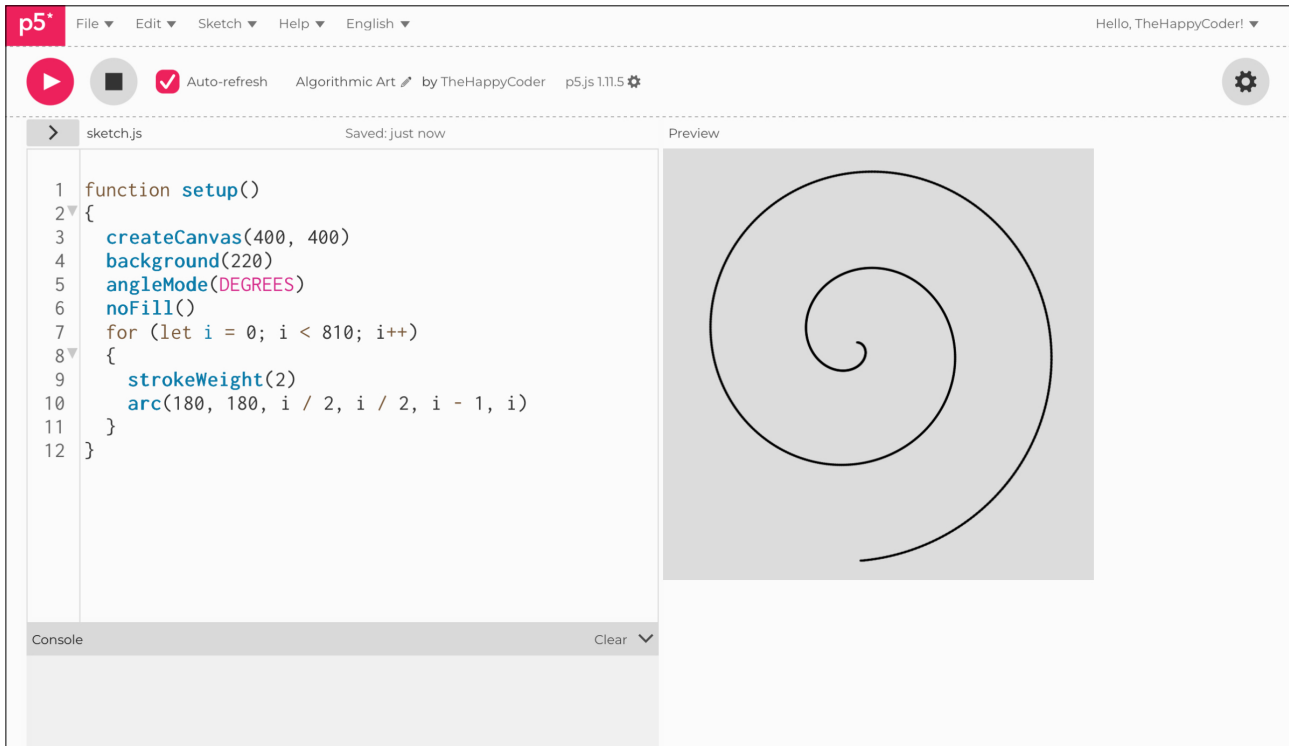 p5* File Edit Sketch Help English Hello, TheHappyCoder!
Auto-refresh Algorithmic Art by TheHappyCoder p5.js 1.11.5
sketch.js Saved: just now Preview
1 function setup()
2 {
3 createCanvas(400, 400)
4 background(220)
5 angleMode(DEGREES)
6 noFill()
7 for (let i = 0; i < 810; i++)
8 {
9 strokeWeight(2)
10 arc(180, 180, i / 2, i / 2, i - 1, i)
11 }
12 }
Console Clear